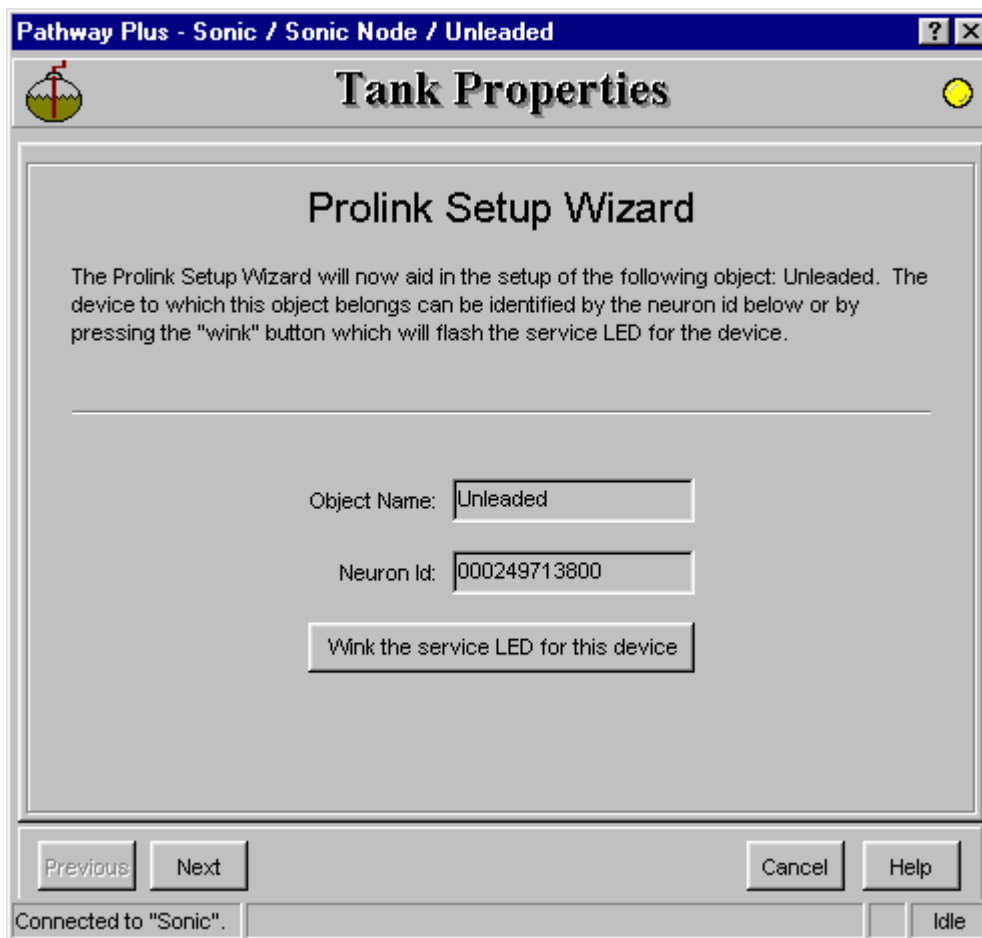 Pathway Plus - Sonic / Sonic Node / Unleaded
Tank Properties
Prolink Setup Wizard
The Prolink Setup Wizard will now aid in the setup of the following object: Unleaded.  The
device to which this object belongs can be identified by the neuron id below or by
pressing the "wink" button which will flash the service LED for the device.
Object Name: Unleaded
Neuron Id: 000249713800
Wink the service LED for this device
Previous Next Cancel Help
Connected to "Sonic". Idle